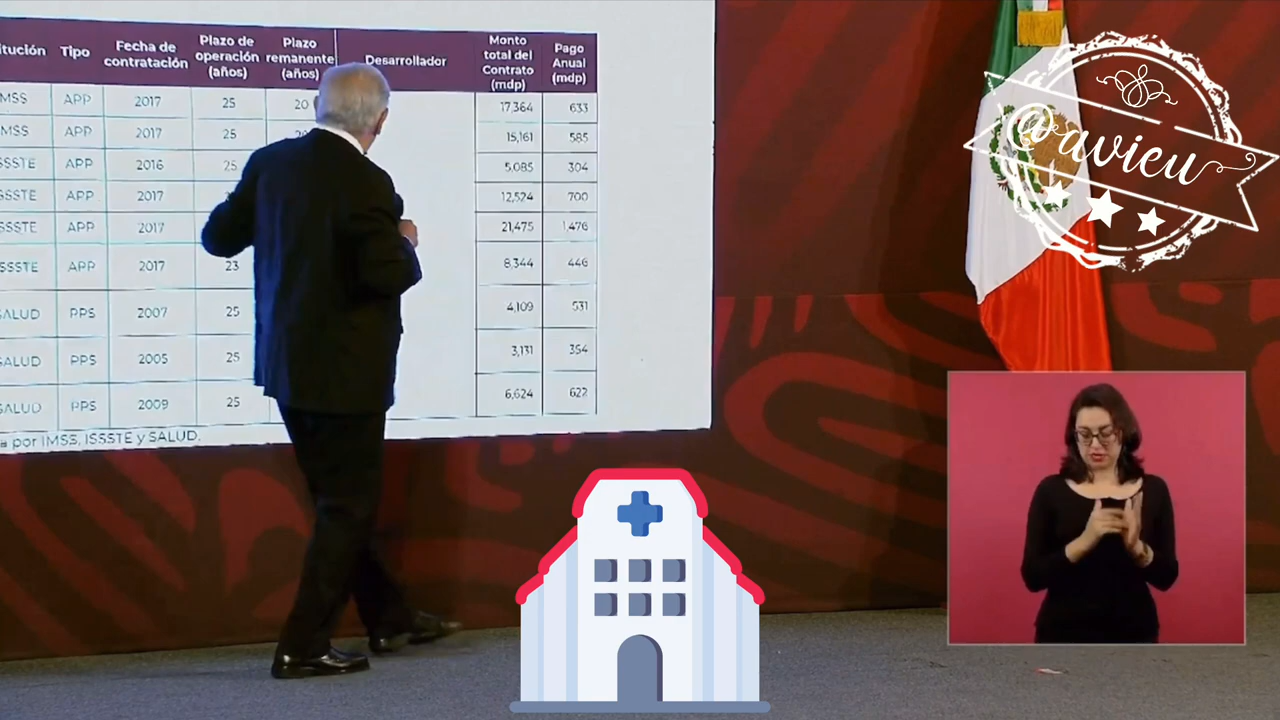 tución Tipo Fecha de contratación Plazo de operación (años) Plazo remanente (años) Desarrollador Monto total del Contrato (mdp) Pago Anual (mdp)
MSS APP 2017 25 20 17,364 633
MSS APP 2017 25 15,161 585
SSSTE APP 2016 25 5,085 304
SSSTE APP 2017 12,524 700
SSSTE APP 2017 21,475 1,476
SSSTE APP 2017 23 8,344 446
SALUD PPS 2007 25 4,109 531
SALUD PPS 2005 25 3,131 354
SALUD PPS 2009 25 6,624 622
a por IMSS, ISSSTE y SALUD.
@avieu